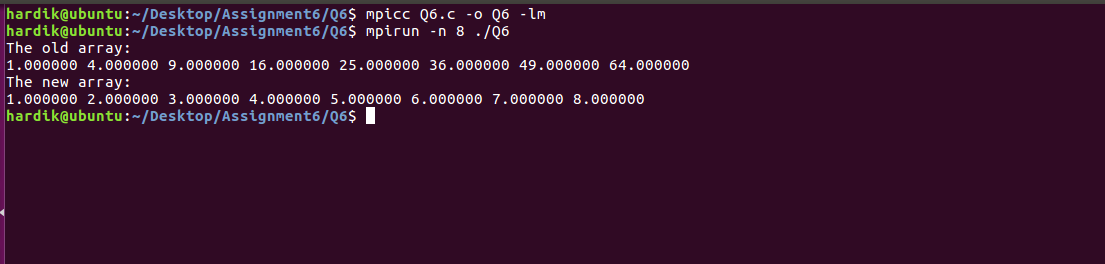 hardik@ubuntu:~/Desktop/Assignment6/Q6$ mpicc Q6.c -o Q6 -lm
hardik@ubuntu:~/Desktop/Assignment6/Q6$ mpirun -n 8 ./Q6
The old array:
1.000000 4.000000 9.000000 16.000000 25.000000 36.000000 49.000000 64.000000
The new array:
1.000000 2.000000 3.000000 4.000000 5.000000 6.000000 7.000000 8.000000
hardik@ubuntu:~/Desktop/Assignment6/Q6$